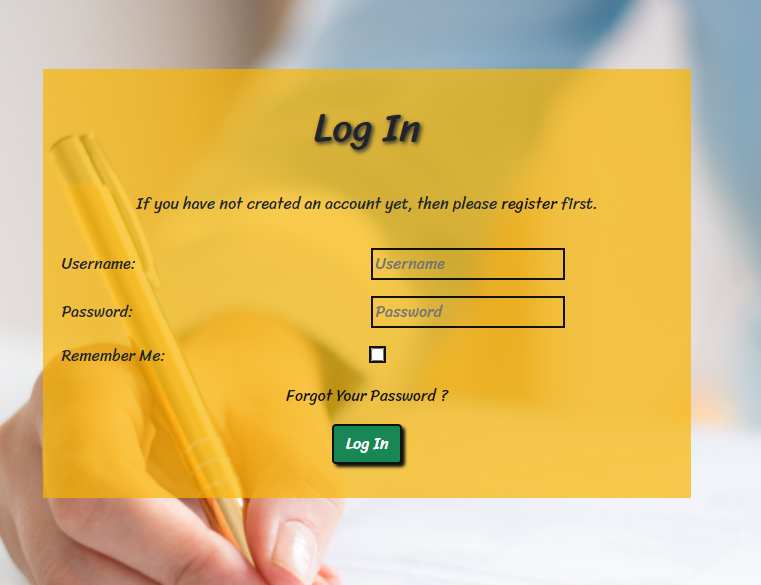 Log In
If you have not created an account yet, then please register first.
Username: Username
Password: Password
Remember Me:
Forgot Your Password ?
Log In